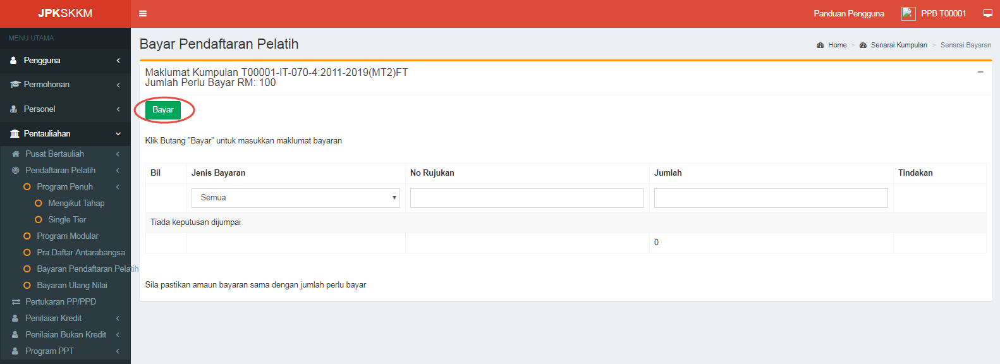 JPKSKKM
Panduan Pengguna
PPB T00001
MENU UTAMA
Pengguna
Permohonan
Personel
Pentauliahan
Pusat Bertauliah
Pendaftaran Pelatih
Program Penuh
Mengikut Tahap
Single Tier
Program Modular
Pra Daftar Antarabangsa
Bayaran Pendaftaran Pelatih
Bayaran Ulang Nilai
Pertukaran PP/PPD
Penilaian Kredit
Penilaian Bukan Kredit
Program PPT
Bayar Pendaftaran Pelatih
Home > Senarai Kumpulan > Senarai Bayaran
Maklumat Kumpulan T00001-IT-070-4:2011-2019(MT2)FT
Jumlah Perlu Bayar RM: 100
Bayar
Klik Butang "Bayar" untuk masukkan maklumat bayaran
Bil Jenis Bayaran No Rujukan Jumlah Tindakan
Semua
Tiada keputusan dijumpai
0
Sila pastikan amaun bayaran sama dengan jumlah perlu bayar